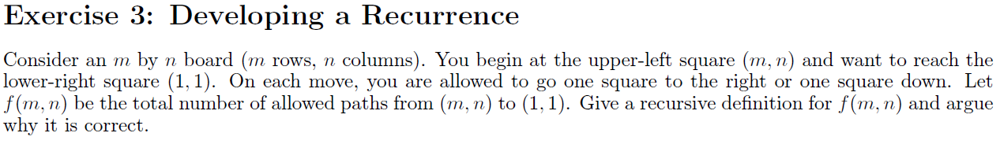 Exercise 3: Developing a Recurrence
Consider an m by n board (m rows, n columns). You begin at the upper-left square (m, n) and want to reach the
lower-right square (1, 1). On each move, you are allowed to go one square to the right or one square down. Let
f(m, n) be the total number of allowed paths from (m, n) to (1, 1). Give a recursive definition for f(m, n) and argue
why it is correct.